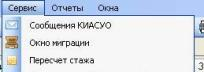 Сервис Отчеты Окна
Сообщения КИАСУО
Окно миграции
Пересчет стажа